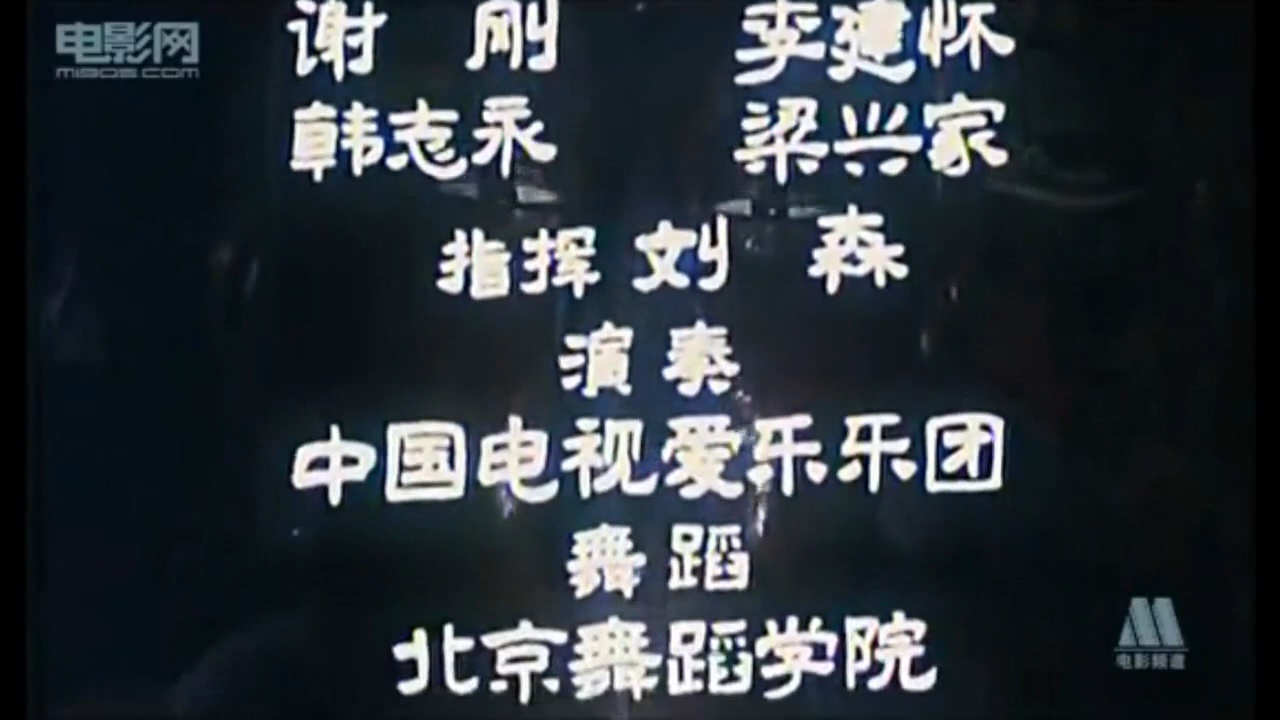 电影网
m1905.com
谢 刚 李建怀
韩志永 梁兴家
指挥 刘 森
演奏
中国电视爱乐乐团
舞蹈
北京舞蹈学院
电影频道